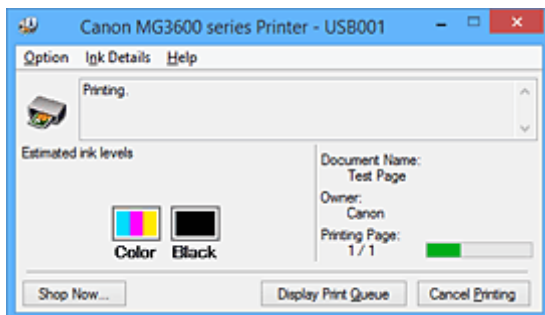 Canon MG3600 series Printer - USB001
Option Ink Details Help
Printing.
Estimated ink levels
Document Name:
Test Page
Owner:
Canon
Printing Page:
1 / 1
Color Black
Shop Now... Display Print Queue Cancel Printing